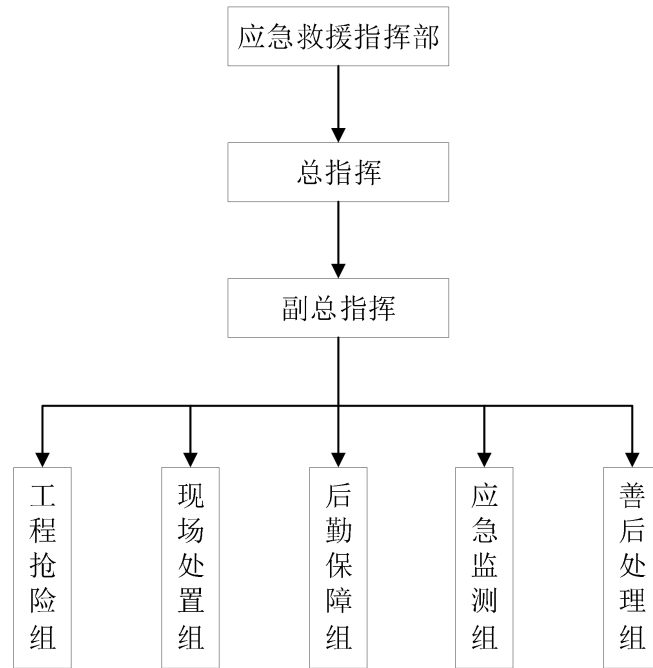 应急救援指挥部
总指挥
副总指挥
工程抢险组
现场处置组
后勤保障组
应急监测组
善后处理组